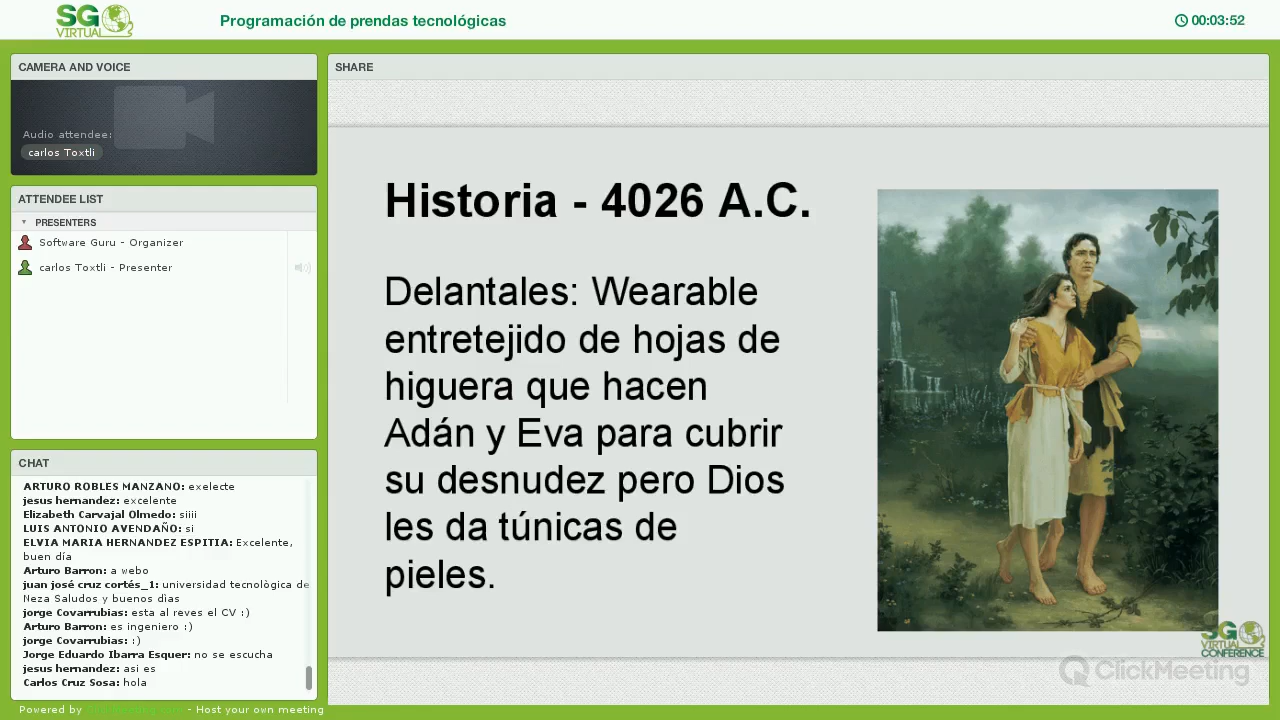 SG
VIRTUAL
Programación de prendas tecnológicas
00:03:52
CAMERA AND VOICE
Audio attendee:
carlos Toxtli
ATTENDEE LIST
PRESENTERS
Software Guru - Organizer
carlos Toxtli - Presenter
CHAT
ARTURO ROBLES MANZANO: exelecte
jesus hernandez: excelente
Elizabeth Carvajal Olmedo: siiii
LUIS ANTONIO AVENDAÑO: si
ELVIA MARIA HERNANDEZ ESPITIA: Excelente,
buen día
Arturo Barron: a webo
juan josé cruz cortés_1: universidad tecnològica de
Neza Saludos y buenos dìas
jorge Covarrubias: esta al reves el CV :)
Arturo Barron: es ingeniero :)
jorge Covarrubias: :)
Jorge Eduardo Ibarra Esquer: no se escucha
jesus hernandez: asi es
Carlos Cruz Sosa: hola
Powered by ClickMeeting.com - Host your own meeting
SHARE
Historia - 4026 A.C.
Delantales: Wearable
entretejido de hojas de
higuera que hacen
Adán y Eva para cubrir
su desnudez pero Dios
les da túnicas de
pieles.
SG
VIRTUAL
CONFERENCE
ClickMeeting